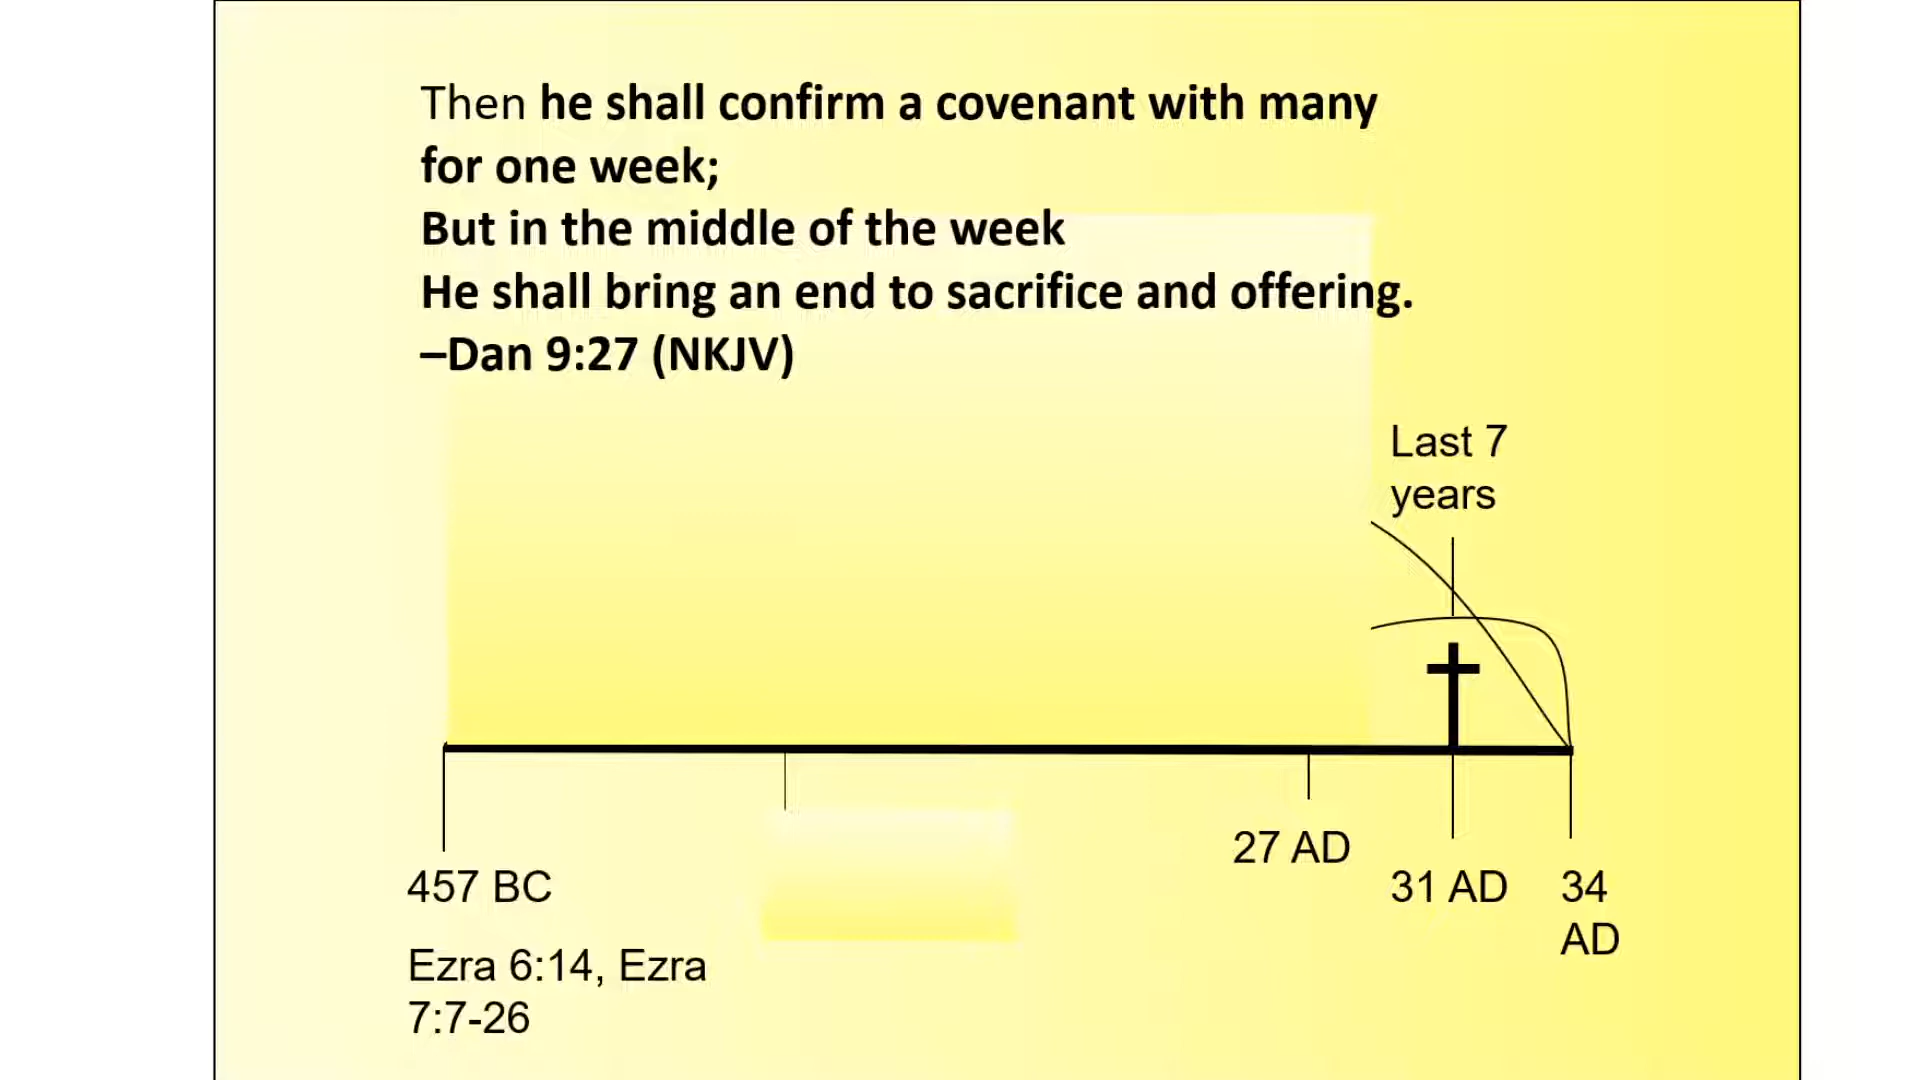 Then he shall confirm a covenant with many
for one week;
But in the middle of the week
He shall bring an end to sacrifice and offering.
–Dan 9:27 (NKJV)
Last 7
years
27 AD
457 BC
31 AD
34
AD
Ezra 6:14, Ezra
7:7-26